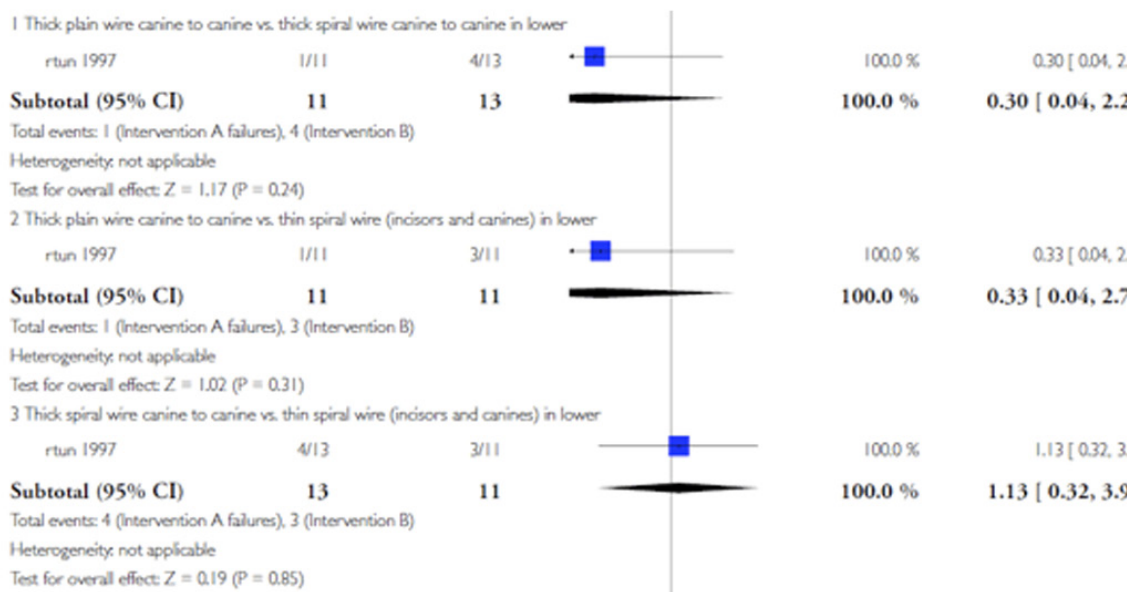 1 Thick plain wire canine to canine vs. thick spiral wire canine to canine in lower
rtun 1997 1/11 4/13 100.0 % 0.30 [ 0.04, 2.
Subtotal (95% CI) 11 13 100.0 % 0.30 [ 0.04, 2.2
Total events: 1 (Intervention A failures), 4 (Intervention B)
Heterogeneity: not applicable
Test for overall effect: Z = 1.17 (P = 0.24)
2 Thick plain wire canine to canine vs. thin spiral wire (incisors and canines) in lower
rtun 1997 1/11 3/11 100.0 % 0.33 [ 0.04, 2.
Subtotal (95% CI) 11 11 100.0 % 0.33 [ 0.04, 2.7
Total events: 1 (Intervention A failures), 3 (Intervention B)
Heterogeneity: not applicable
Test for overall effect: Z = 1.02 (P = 0.31)
3 Thick spiral wire canine to canine vs. thin spiral wire (incisors and canines) in lower
rtun 1997 4/13 3/11 100.0 % 1.13 [ 0.32, 3.
Subtotal (95% CI) 13 11 100.0 % 1.13 [ 0.32, 3.9
Total events: 4 (Intervention A failures), 3 (Intervention B)
Heterogeneity: not applicable
Test for overall effect: Z = 0.19 (P = 0.85)